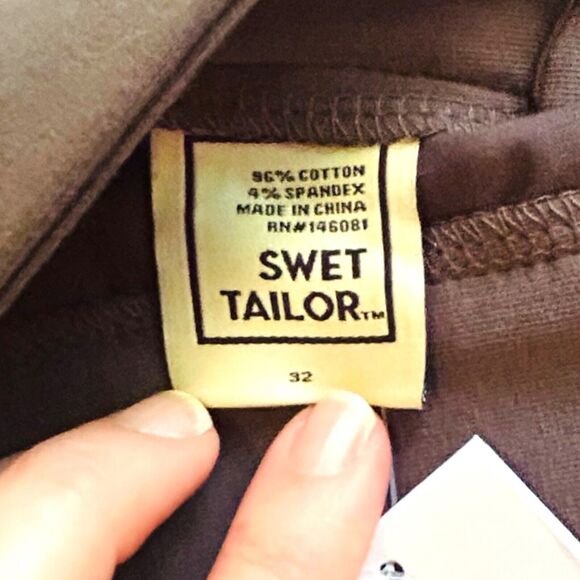 96% COTTON
4% SPANDEX
MADE IN CHINA
RN#146081
SWET
TAILOR™
32